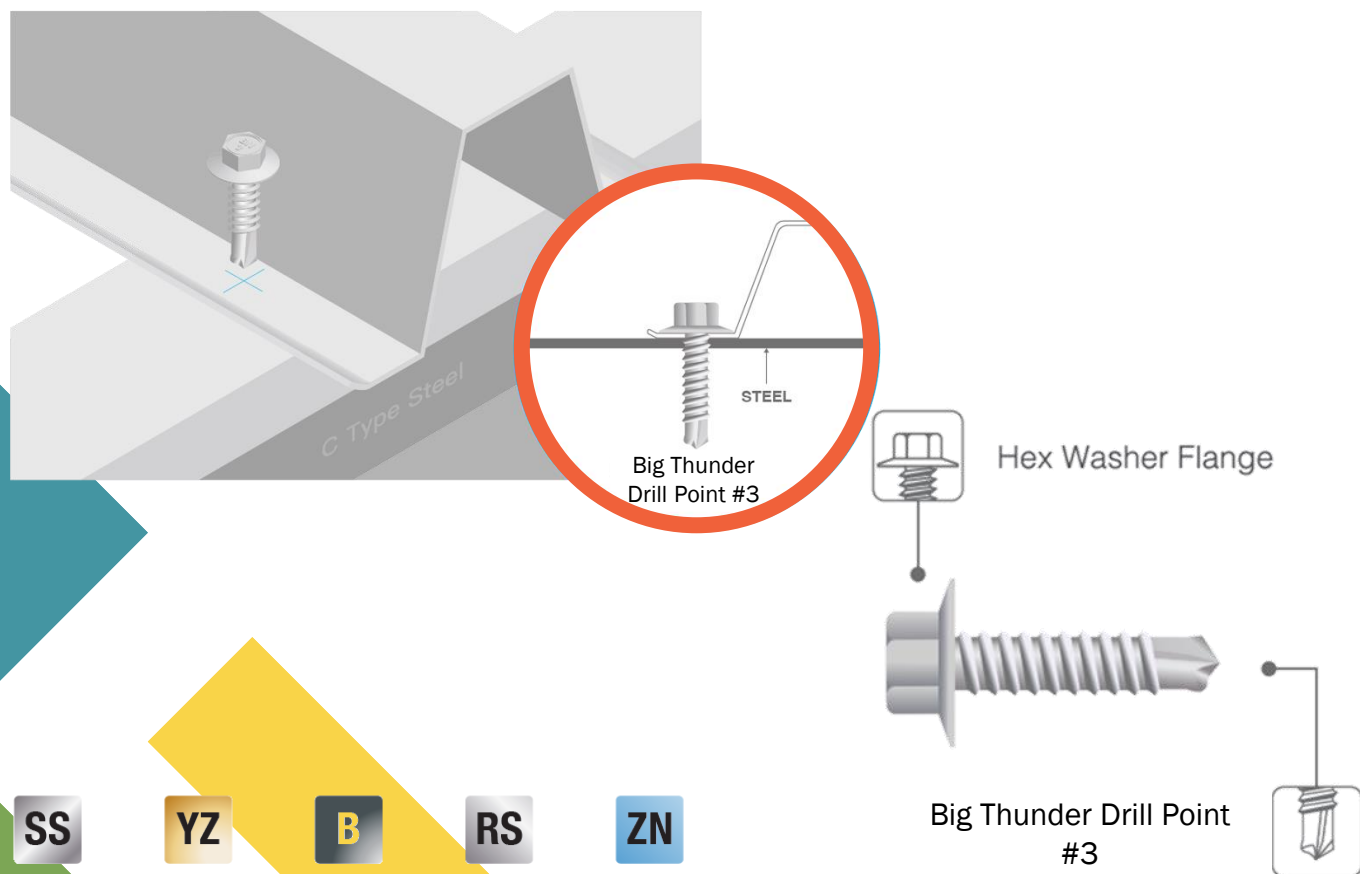 C Type Steel
STEEL
Big Thunder
Drill Point #3
Hex Washer Flange
Big Thunder Drill Point
#3
SS
YZ
B
RS
ZN